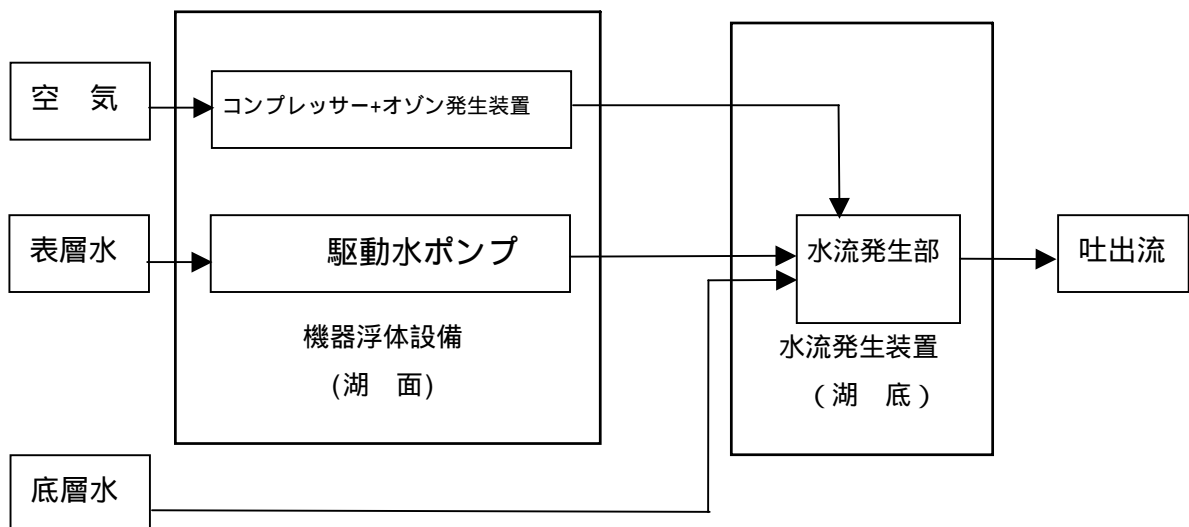 空　気
コンプレッサー+オゾン発生装置
表層水
駆動水ポンプ
水流発生部
吐出流
機器浮体設備
(湖　面)
水流発生装置
（湖　底）
底層水